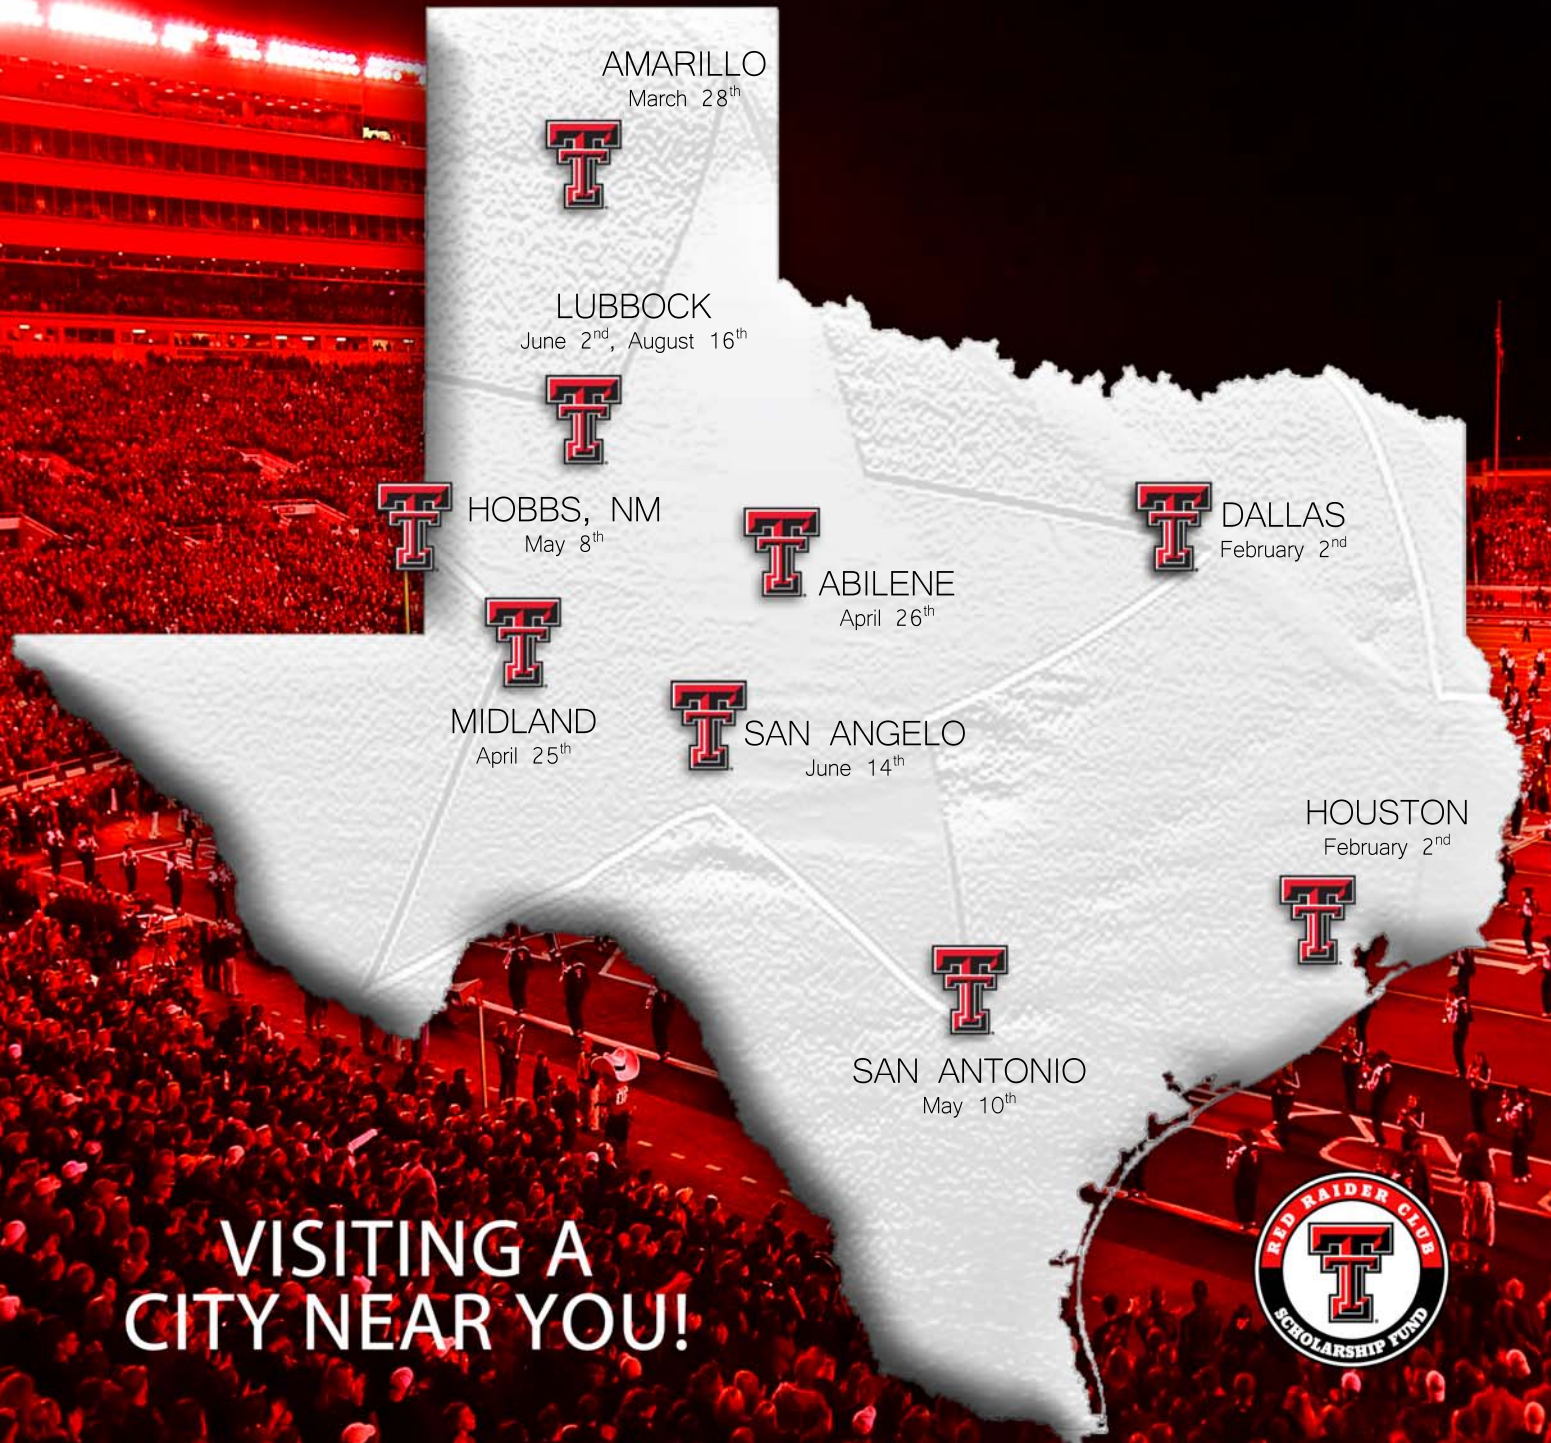 AMARILLO
March 28th
LUBBOCK
June 2nd, August 16th
HOBBS, NM
May 8th
DALLAS
February 2nd
ABILENE
April 26th
MIDLAND
April 25th
SAN ANGELO
June 14th
HOUSTON
February 2nd
SAN ANTONIO
May 10th
VISITING A
CITY NEAR YOU!
RED RAIDER CLUB
SCHOLARSHIP FUND